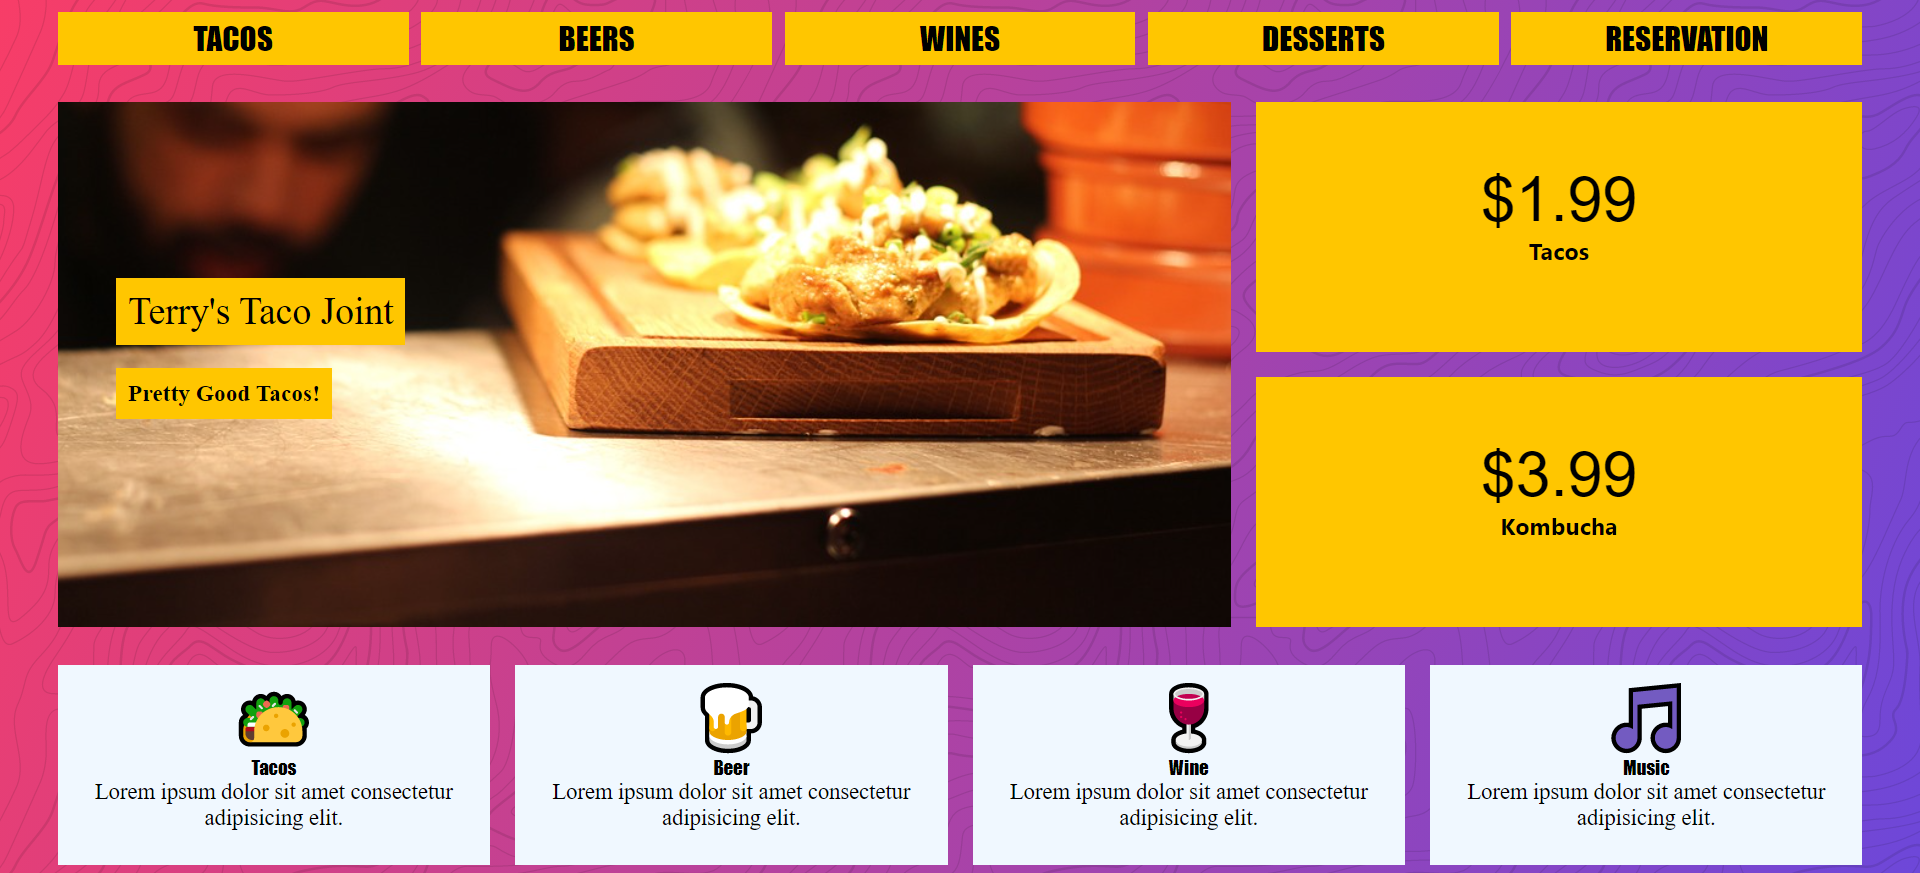 TACOS
BEERS
WINES
DESSERTS
RESERVATION
Terry's Taco Joint
Pretty Good Tacos!
$1.99
Tacos
$3.99
Kombucha
Tacos
Lorem ipsum dolor sit amet consectetur
adipisicing elit.
Beer
Lorem ipsum dolor sit amet consectetur
adipisicing elit.
Wine
Lorem ipsum dolor sit amet consectetur
adipisicing elit.
Music
Lorem ipsum dolor sit amet consectetur
adipisicing elit.